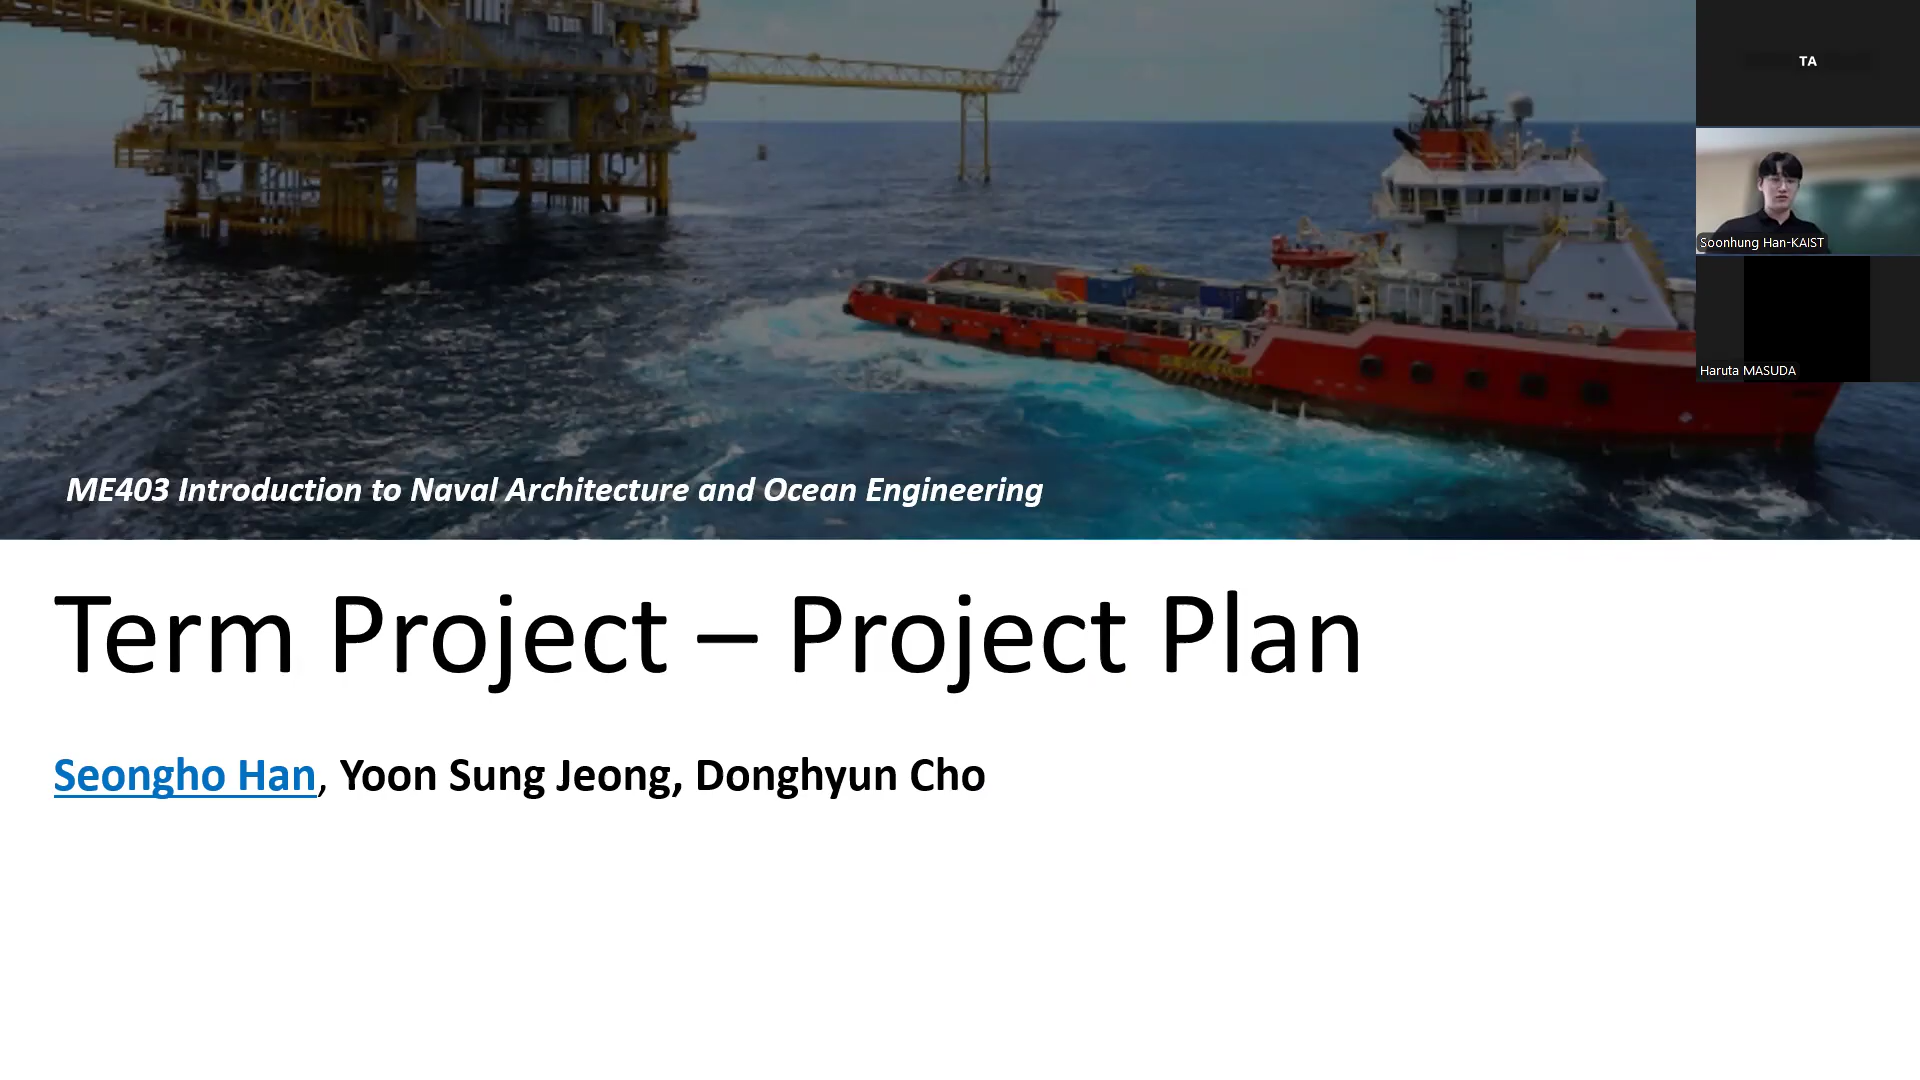 TA
Soonhung Han-KAIST
Haruta MASUDA
ME403 Introduction to Naval Architecture and Ocean Engineering
Term Project – Project Plan
Seongho Han, Yoon Sung Jeong, Donghyun Cho